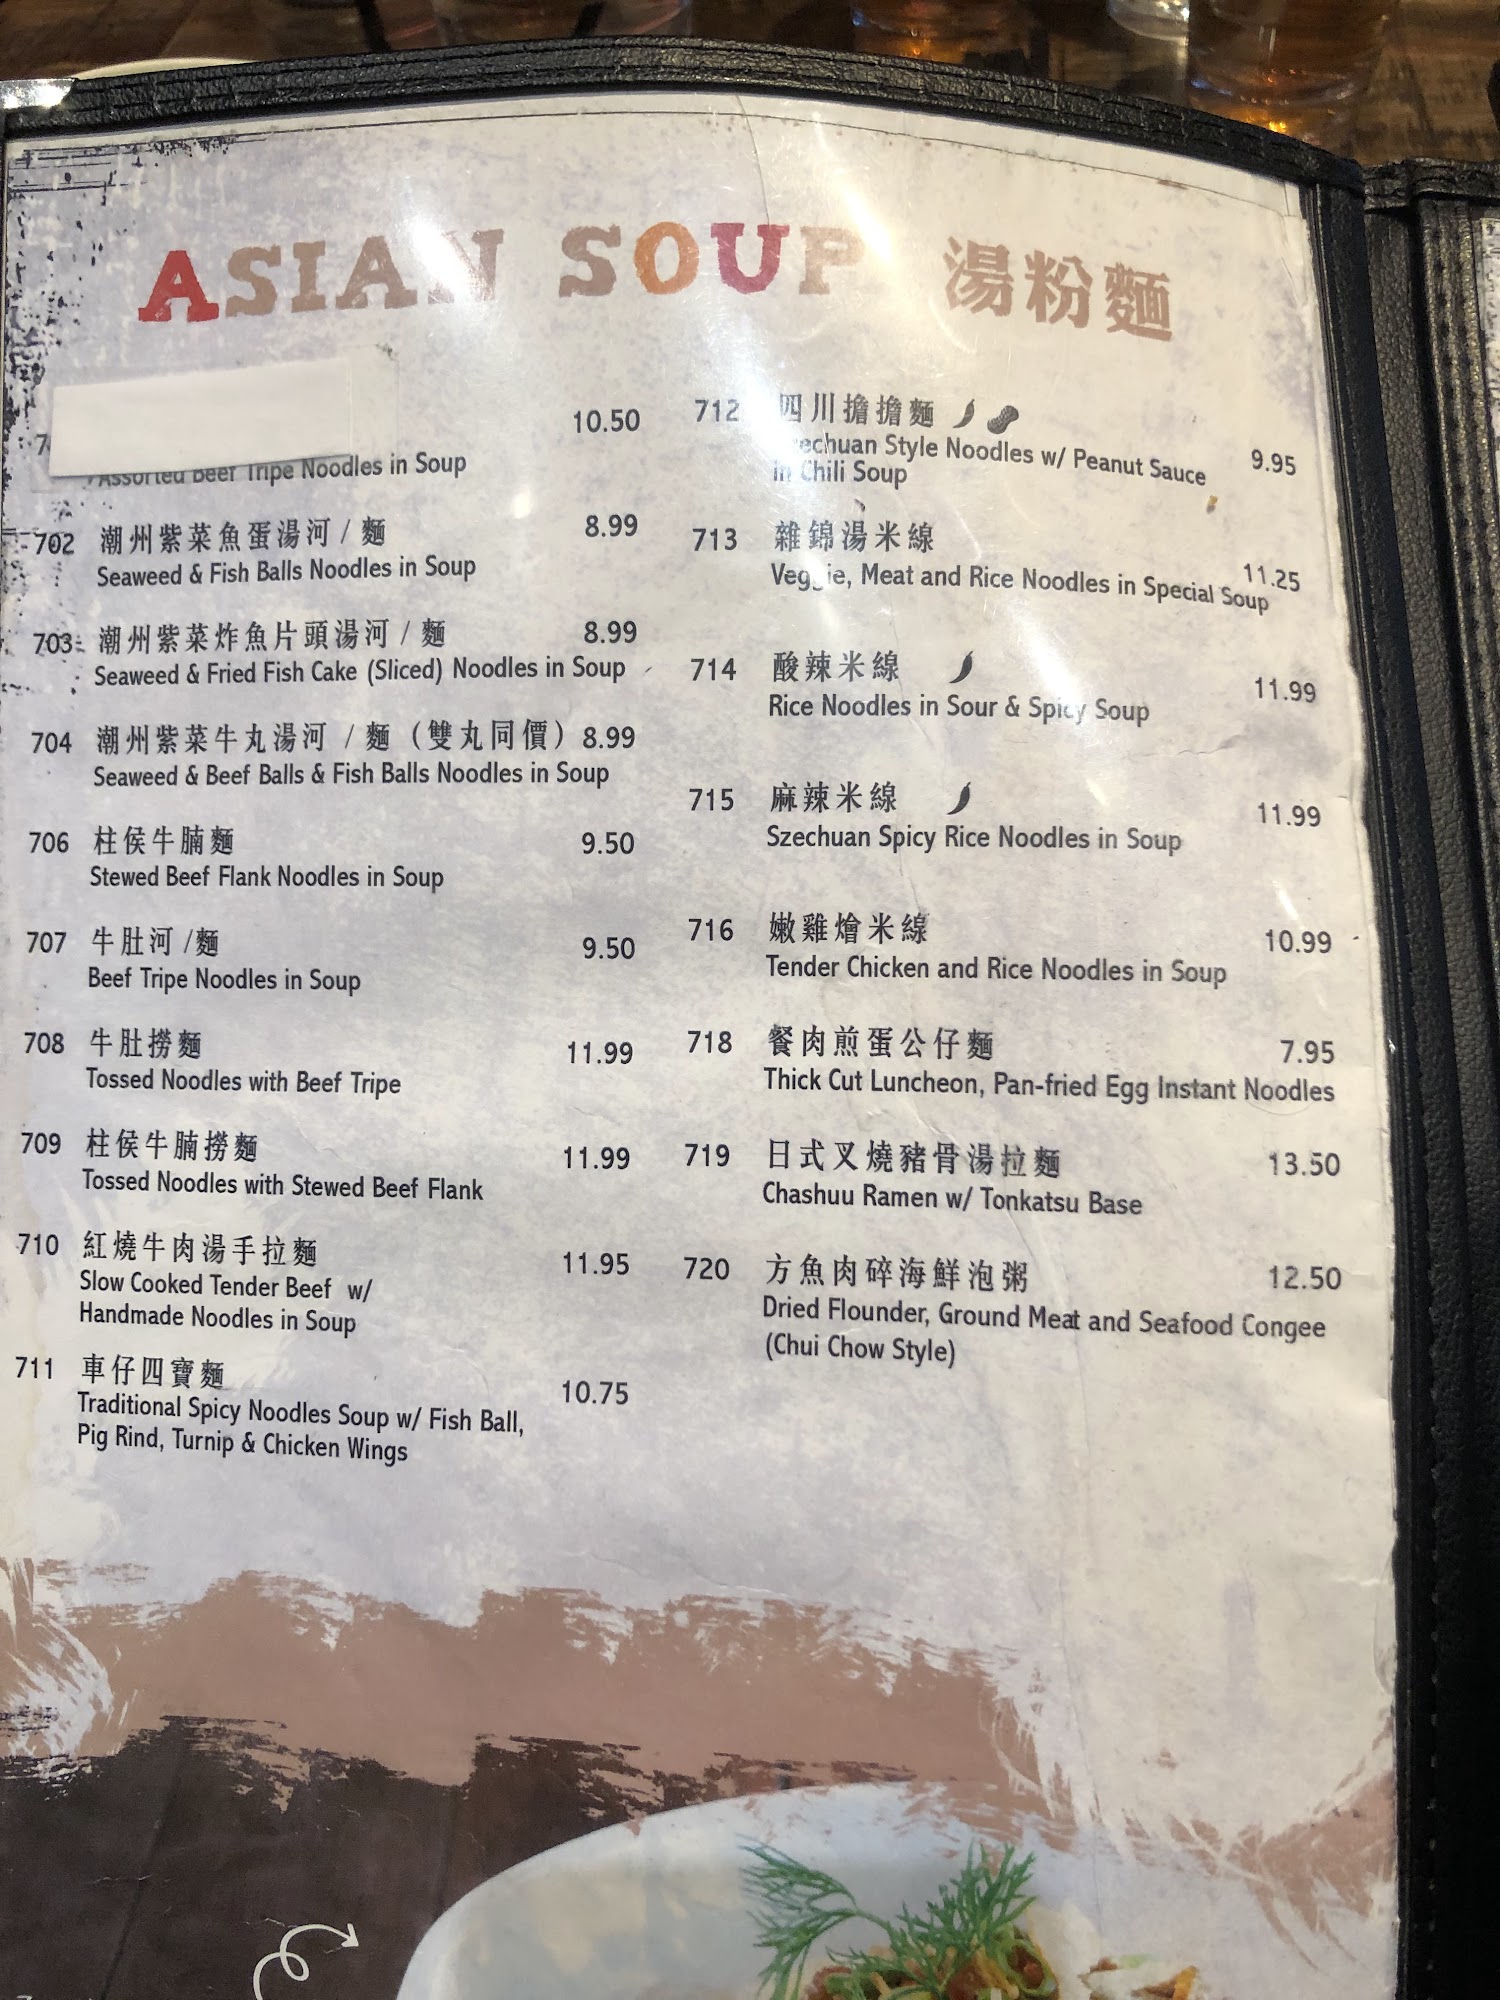 ASIAN SOUP 湯粉麵
10.50
Assorted Beef Tripe Noodles in Soup
702 潮州紫菜魚蛋湯河 / 麵 8.99
Seaweed & Fish Balls Noodles in Soup
703 潮州紫菜炸魚片頭湯河 / 麵 8.99
Seaweed & Fried Fish Cake (Sliced) Noodles in Soup
704 潮州紫菜牛丸湯河 / 麵 (雙丸同價) 8.99
Seaweed & Beef Balls & Fish Balls Noodles in Soup
706 柱侯牛腩麵 9.50
Stewed Beef Flank Noodles in Soup
707 牛肚河 /麵 9.50
Beef Tripe Noodles in Soup
708 牛肚撈麵 11.99
Tossed Noodles with Beef Tripe
709 柱侯牛腩撈麵 11.99
Tossed Noodles with Stewed Beef Flank
710 紅燒牛肉湯手拉麵 11.95
Slow Cooked Tender Beef w/
Handmade Noodles in Soup
711 車仔四寶麵 10.75
Traditional Spicy Noodles Soup w/ Fish Ball,
Pig Rind, Turnip & Chicken Wings
712 四川擔擔麵
Szechuan Style Noodles w/ Peanut Sauce 9.95
in Chili Soup
713 雜錦湯米線 11.25
Veggie, Meat and Rice Noodles in Special Soup
714 酸辣米線 11.99
Rice Noodles in Sour & Spicy Soup
715 麻辣米線 11.99
Szechuan Spicy Rice Noodles in Soup
716 嫩雞燴米線 10.99
Tender Chicken and Rice Noodles in Soup
718 餐肉煎蛋公仔麵 7.95
Thick Cut Luncheon, Pan-fried Egg Instant Noodles
719 日式叉燒豬骨湯拉麵 13.50
Chashuu Ramen w/ Tonkatsu Base
720 方魚肉碎海鮮泡粥 12.50
Dried Flounder, Ground Meat and Seafood Congee
(Chui Chow Style)